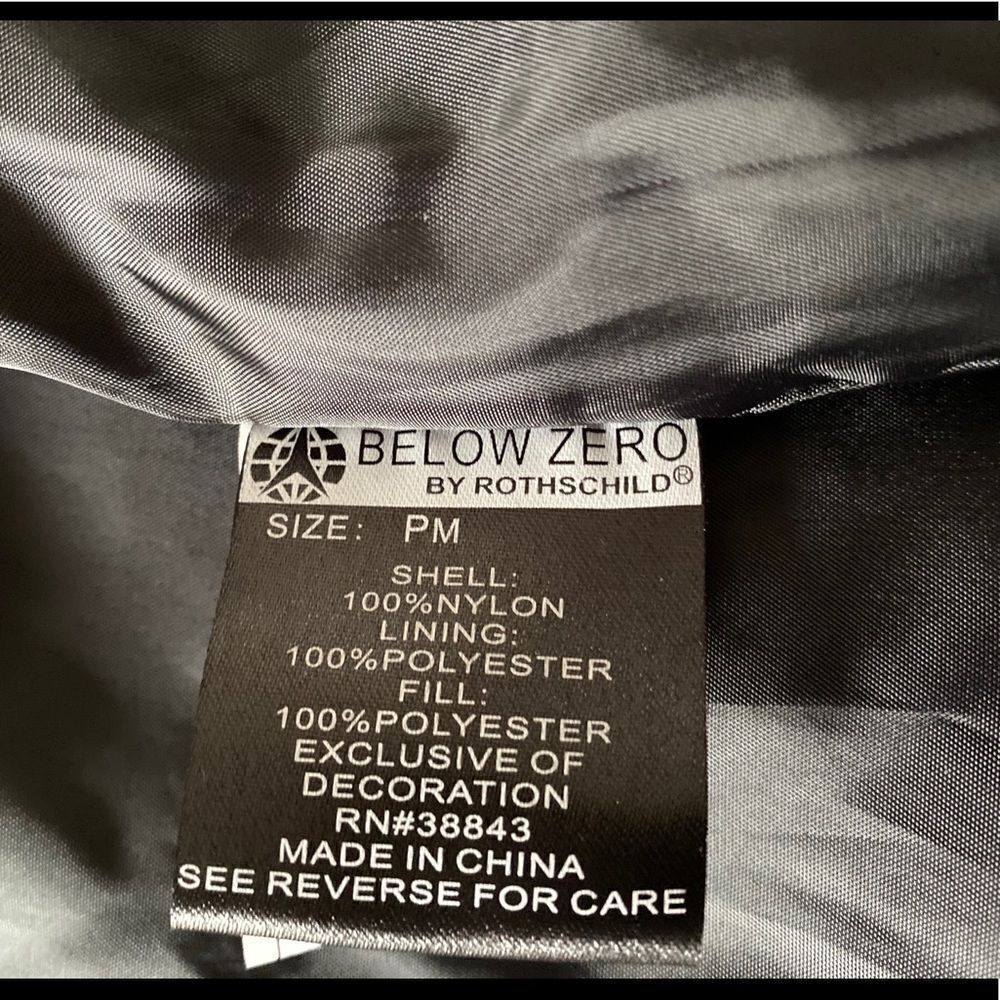 BELOW ZERO
BY ROTHSCHILD®
SIZE: PM
SHELL:
100%NYLON
LINING:
100%POLYESTER
FILL:
100%POLYESTER
EXCLUSIVE OF
DECORATION
RN#38843
MADE IN CHINA
SEE REVERSE FOR CARE